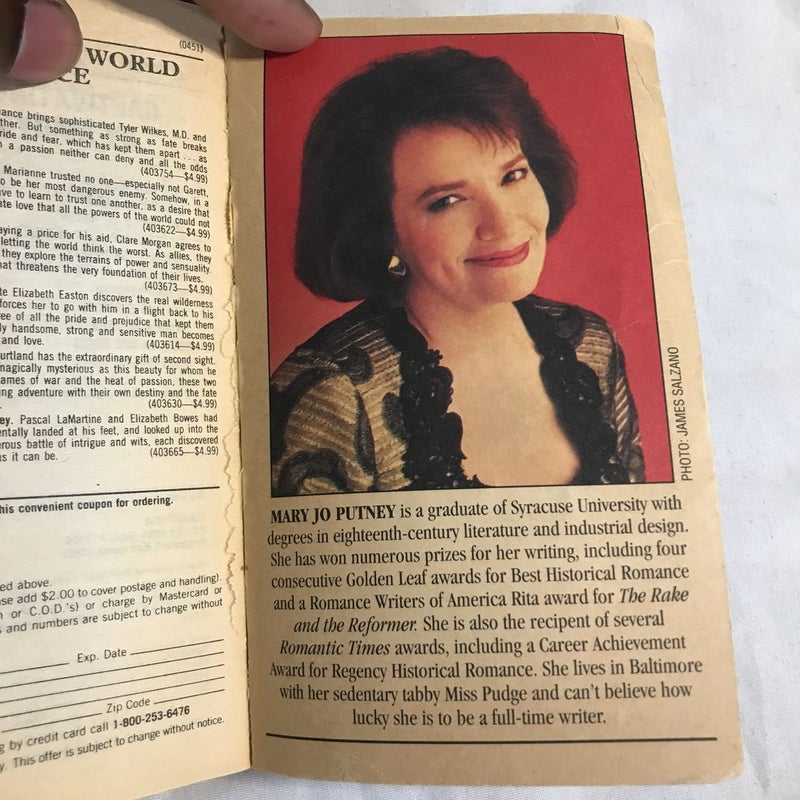 (0451)
WORLD
CE
ance brings sophisticated Tyler Wilkes, M.D. and
ther. But something as strong as fate breaks
ride and fear, which has kept them apart . . . as
n a passion neither can deny and all the odds
(403754—$4.99)
Marianne trusted no one—especially not Garett,
o be her most dangerous enemy. Somehow, in a
ve to learn to trust one another, as a desire that
ate love that all the powers of the world could not
(403622—$4.99)
aying a price for his aid, Clare Morgan agrees to
letting the world think the worst. As allies, they
they explore the terrains of power and sensuality.
hat threatens the very foundation of their lives.
(403673—$4.99)
te Elizabeth Easton discovers the real wilderness
forces her to go with him in a flight back to his
ee of all the pride and prejudice that kept them
ly handsome, strong and sensitive man becomes
and love.
(403614—$4.99)
urtland has the extraordinary gift of second sight.
magically mysterious as this beauty for whom he
ames of war and the heat of passion, these two
ing adventure with their own destiny and the fate
(403630—$4.99)
ey. Pascal LaMartine and Elizabeth Bowes had
entally landed at his feet, and looked up into the
erous battle of intrigue and wits, each discovered
as it can be.
(403665—$4.99)
his convenient coupon for ordering.
ed above.
se add $2.00 to cover postage and handling).
n or C.O.D.'s) or charge by Mastercard or
s and numbers are subject to change without
Exp. Date
Zip Code
g by credit card call 1-800-253-6476
y. This offer is subject to change without notice.
PHOTO: JAMES SALZANO
MARY JO PUTNEY is a graduate of Syracuse University with
degrees in eighteenth-century literature and industrial design.
She has won numerous prizes for her writing, including four
consecutive Golden Leaf awards for Best Historical Romance
and a Romance Writers of America Rita award for The Rake
and the Reformer. She is also the recipent of several
Romantic Times awards, including a Career Achievement
Award for Regency Historical Romance. She lives in Baltimore
with her sedentary tabby Miss Pudge and can't believe how
lucky she is to be a full-time writer.